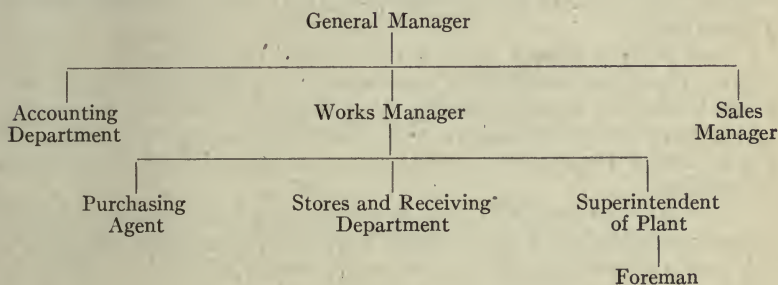 General Manager
Accounting Department
Works Manager
Sales Manager
Purchasing Agent
Stores and Receiving Department
Superintendent of Plant
Foreman